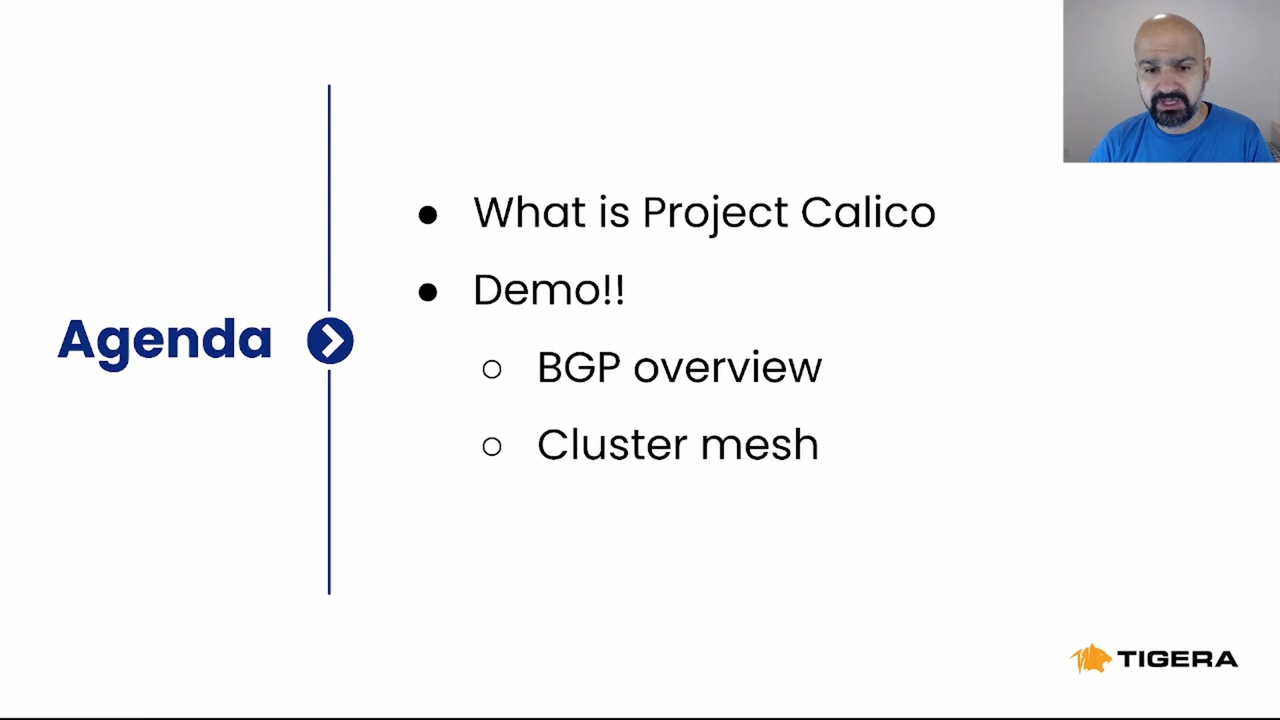 Agenda
● What is Project Calico
● Demo!!
○ BGP overview
○ Cluster mesh
TIGERA